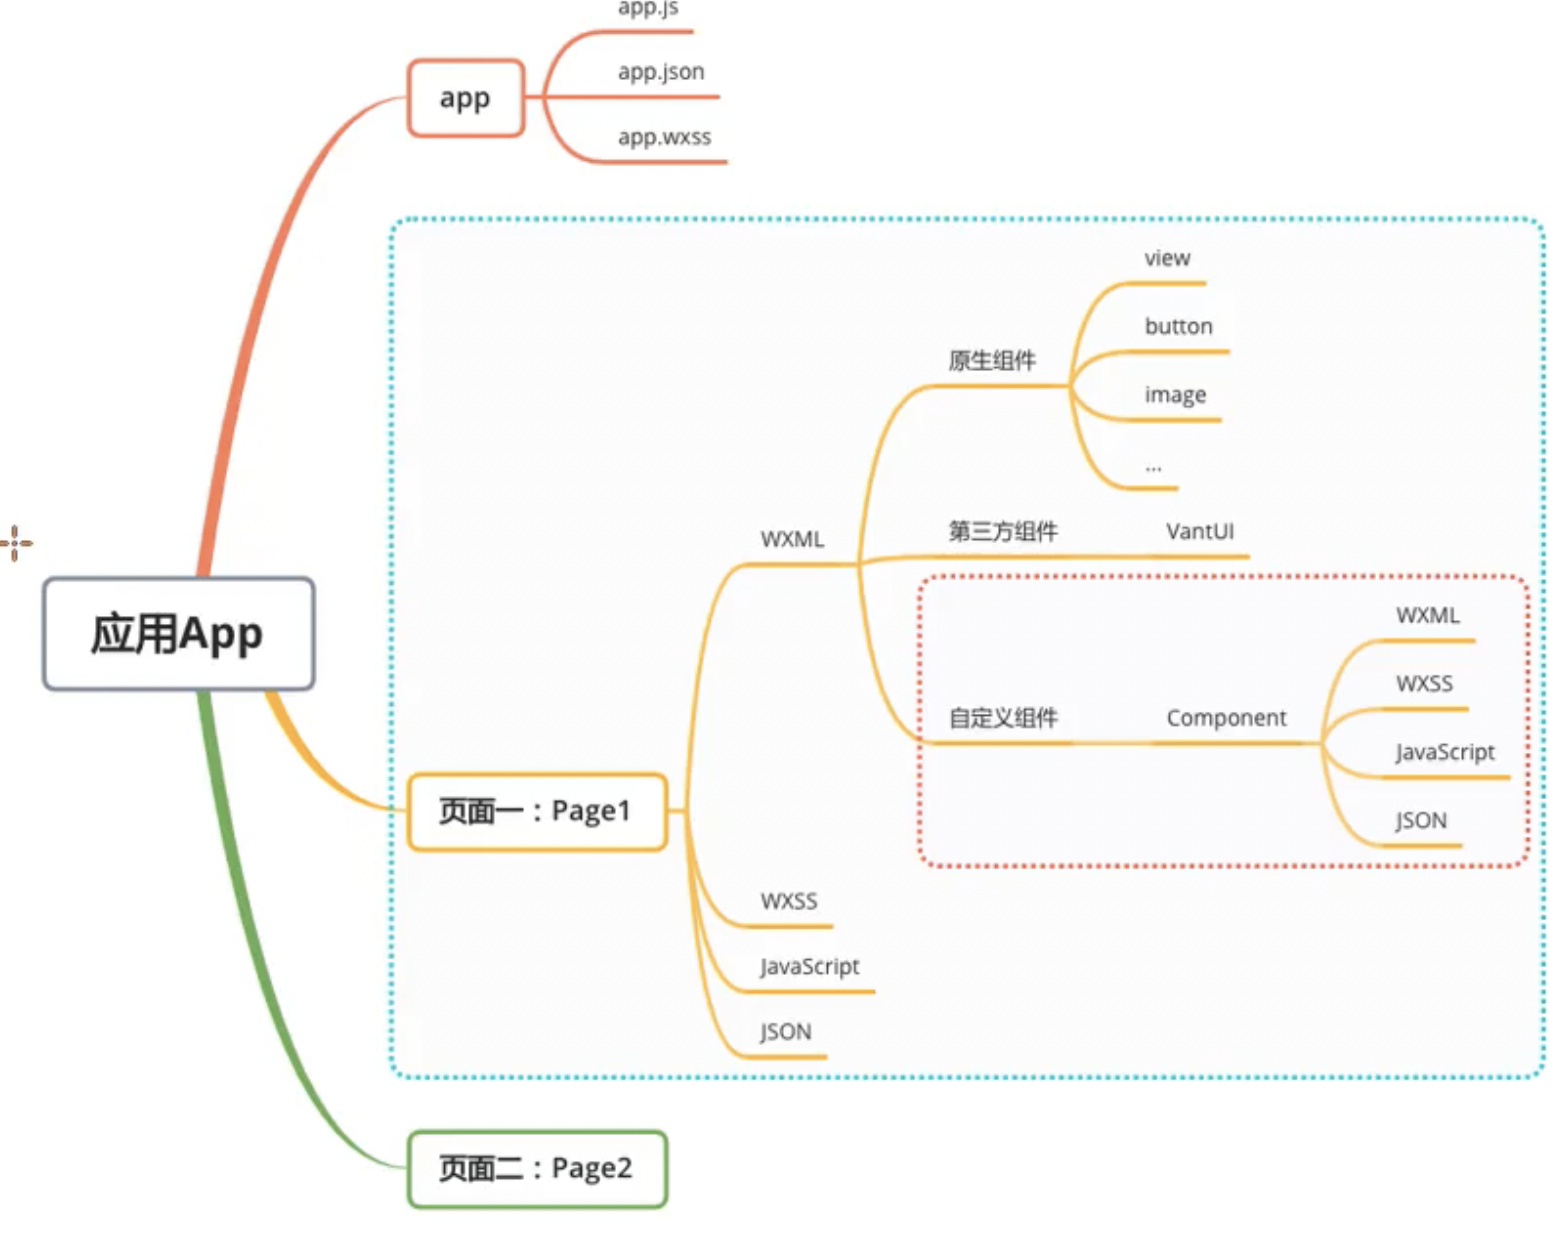 app.js
app
app.json
app.wxss
view
button
原生组件
image
...
第三方组件
VantUI
WXML
WXML
应用App
WXSS
自定义组件
Component
JavaScript
页面一：Page1
JSON
WXSS
JavaScript
JSON
页面二：Page2